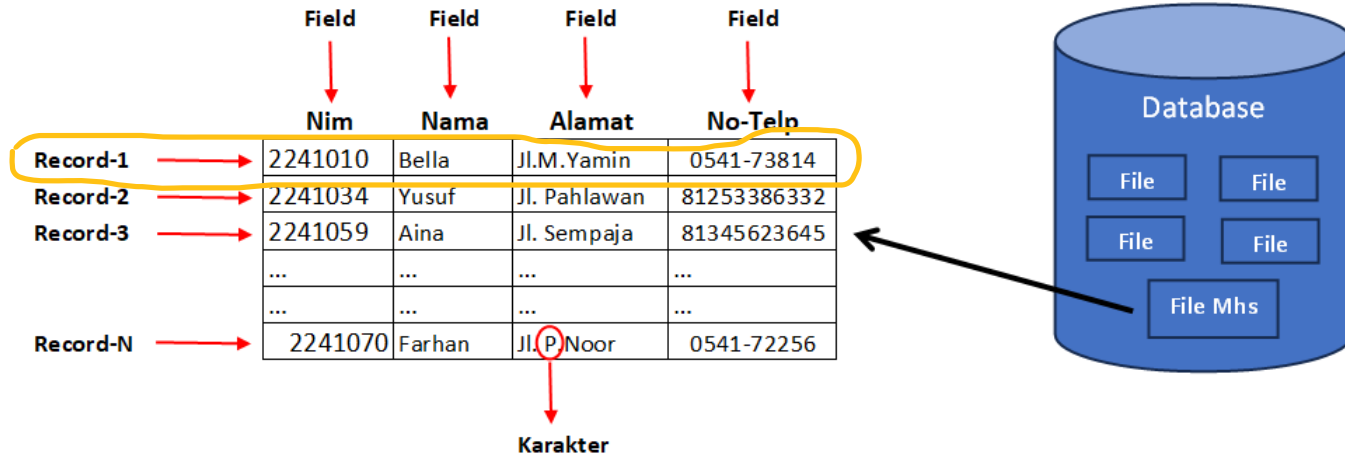 Field Field Field Field
Nim Nama Alamat No-Telp
Record-1 2241010 Bella Jl.M.Yamin 0541-73814
Record-2 2241034 Yusuf Jl. Pahlawan 81253386332
Record-3 2241059 Aina Jl. Sempaja 81345623645
... ... ... ...
... ... ... ...
Record-N 2241070 Farhan Jl. P.Noor 0541-72256
Karakter
Database
File File
File File
File Mhs